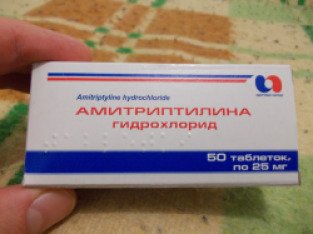 Amitriptyline hydrochloride
АМИТРИПТИЛИНА
ГИДРОХЛОРИД
50 таблеток,
по 25 мг